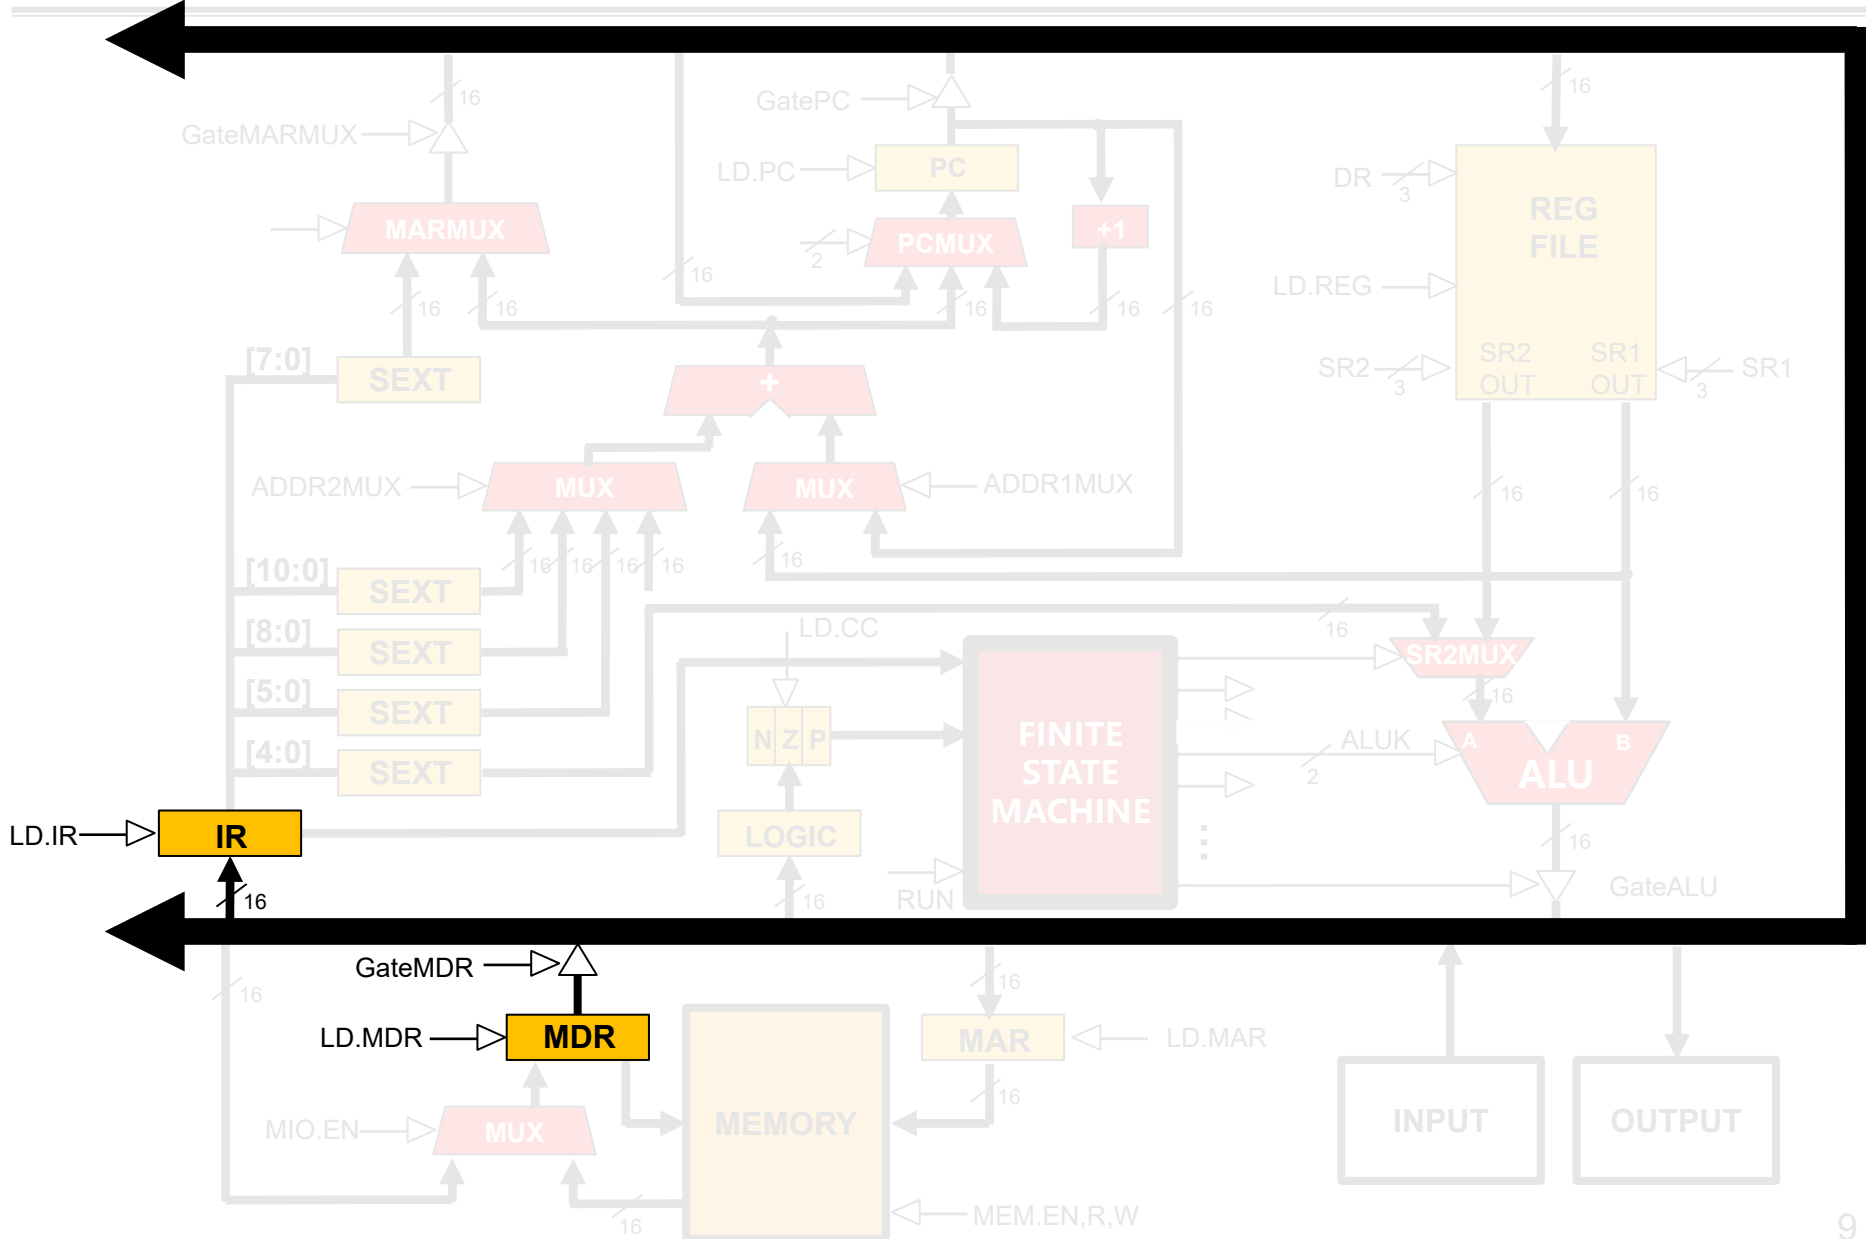 16
16
GatePC
16
GateMARMUX
LD.PC
PC
DR
3
REG
FILE
MARMUX
2
PCMUX
+1
16
LD.REG
16
16
16
16
16
[7:0]
SEXT
+
SR2
3
SR2
OUT
SR1
OUT
3
SR1
ADDR2MUX
MUX
MUX
ADDR1MUX
16
16
[10:0]
SEXT
16
16
16
16
16
[8:0]
SEXT
LD.CC
16
SR2MUX
16
[5:0]
SEXT
N Z P
FINITE
STATE
MACHINE
ALUK
2
A
B
ALU
[4:0]
SEXT
LD.IR
IR
LOGIC
16
16
16
RUN
GateALU
GateMDR
16
16
LD.MDR
MDR
MAR
LD.MAR
16
MIO.EN
MUX
MEMORY
INPUT
OUTPUT
16
MEM.EN,R,W
9